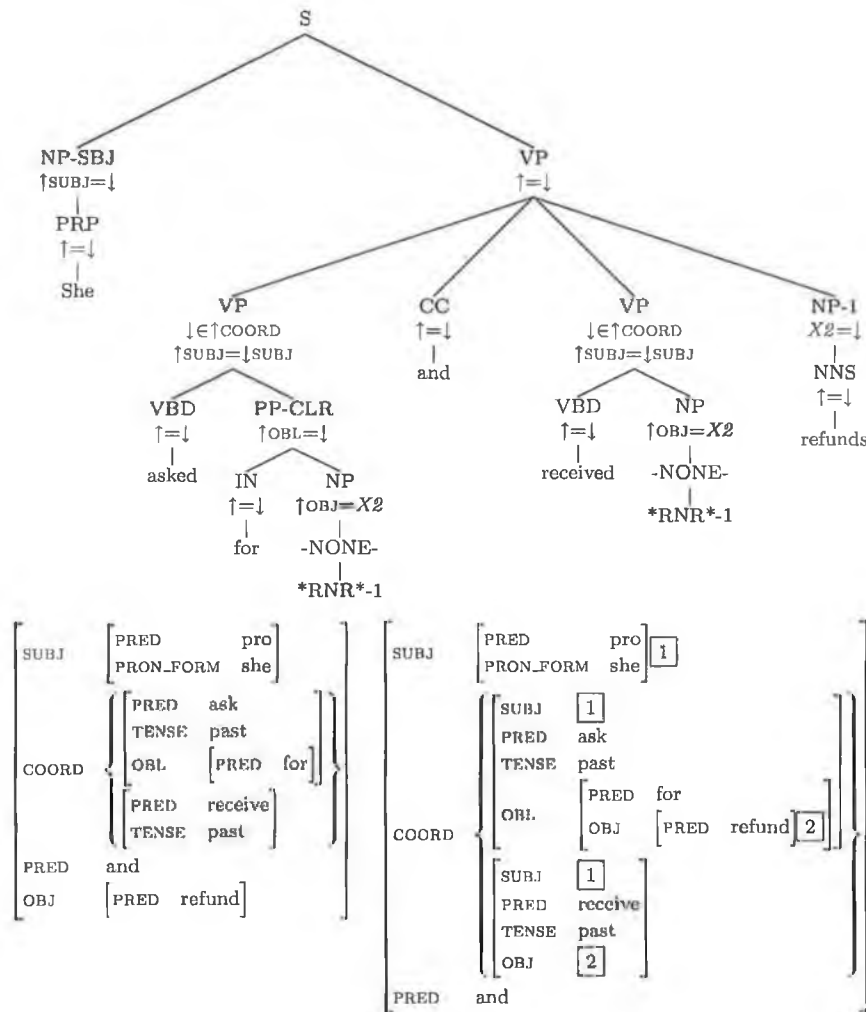 S
NP-SBJ VP
↑SUBJ=↓ ↑=↓
PRP
↑=↓
She
VP CC VP NP-1
↓∈↑COORD ↑=↓ ↓∈↑COORD X2=↓
↑SUBJ=↓SUBJ and ↑SUBJ=↓SUBJ NNS
VBD PP-CLR VBD NP ↑=↓
↑=↓ ↑OBL=↓ ↑=↓ ↑OBJ=X2 refunds
asked received -NONE-
IN NP *RNR*-1
↑=↓ ↑OBJ=X2
for -NONE-
*RNR*-1
SUBJ PRED pro
PRON_FORM she
COORD PRED ask
TENSE past
OBL PRED for
PRED receive
TENSE past
PRED and
OBJ PRED refund
SUBJ PRED pro
PRON_FORM she 1
COORD SUBJ 1
PRED ask
TENSE past
OBL PRED for
OBJ PRED refund 2
SUBJ 1
PRED receive
TENSE past
OBJ 2
PRED and